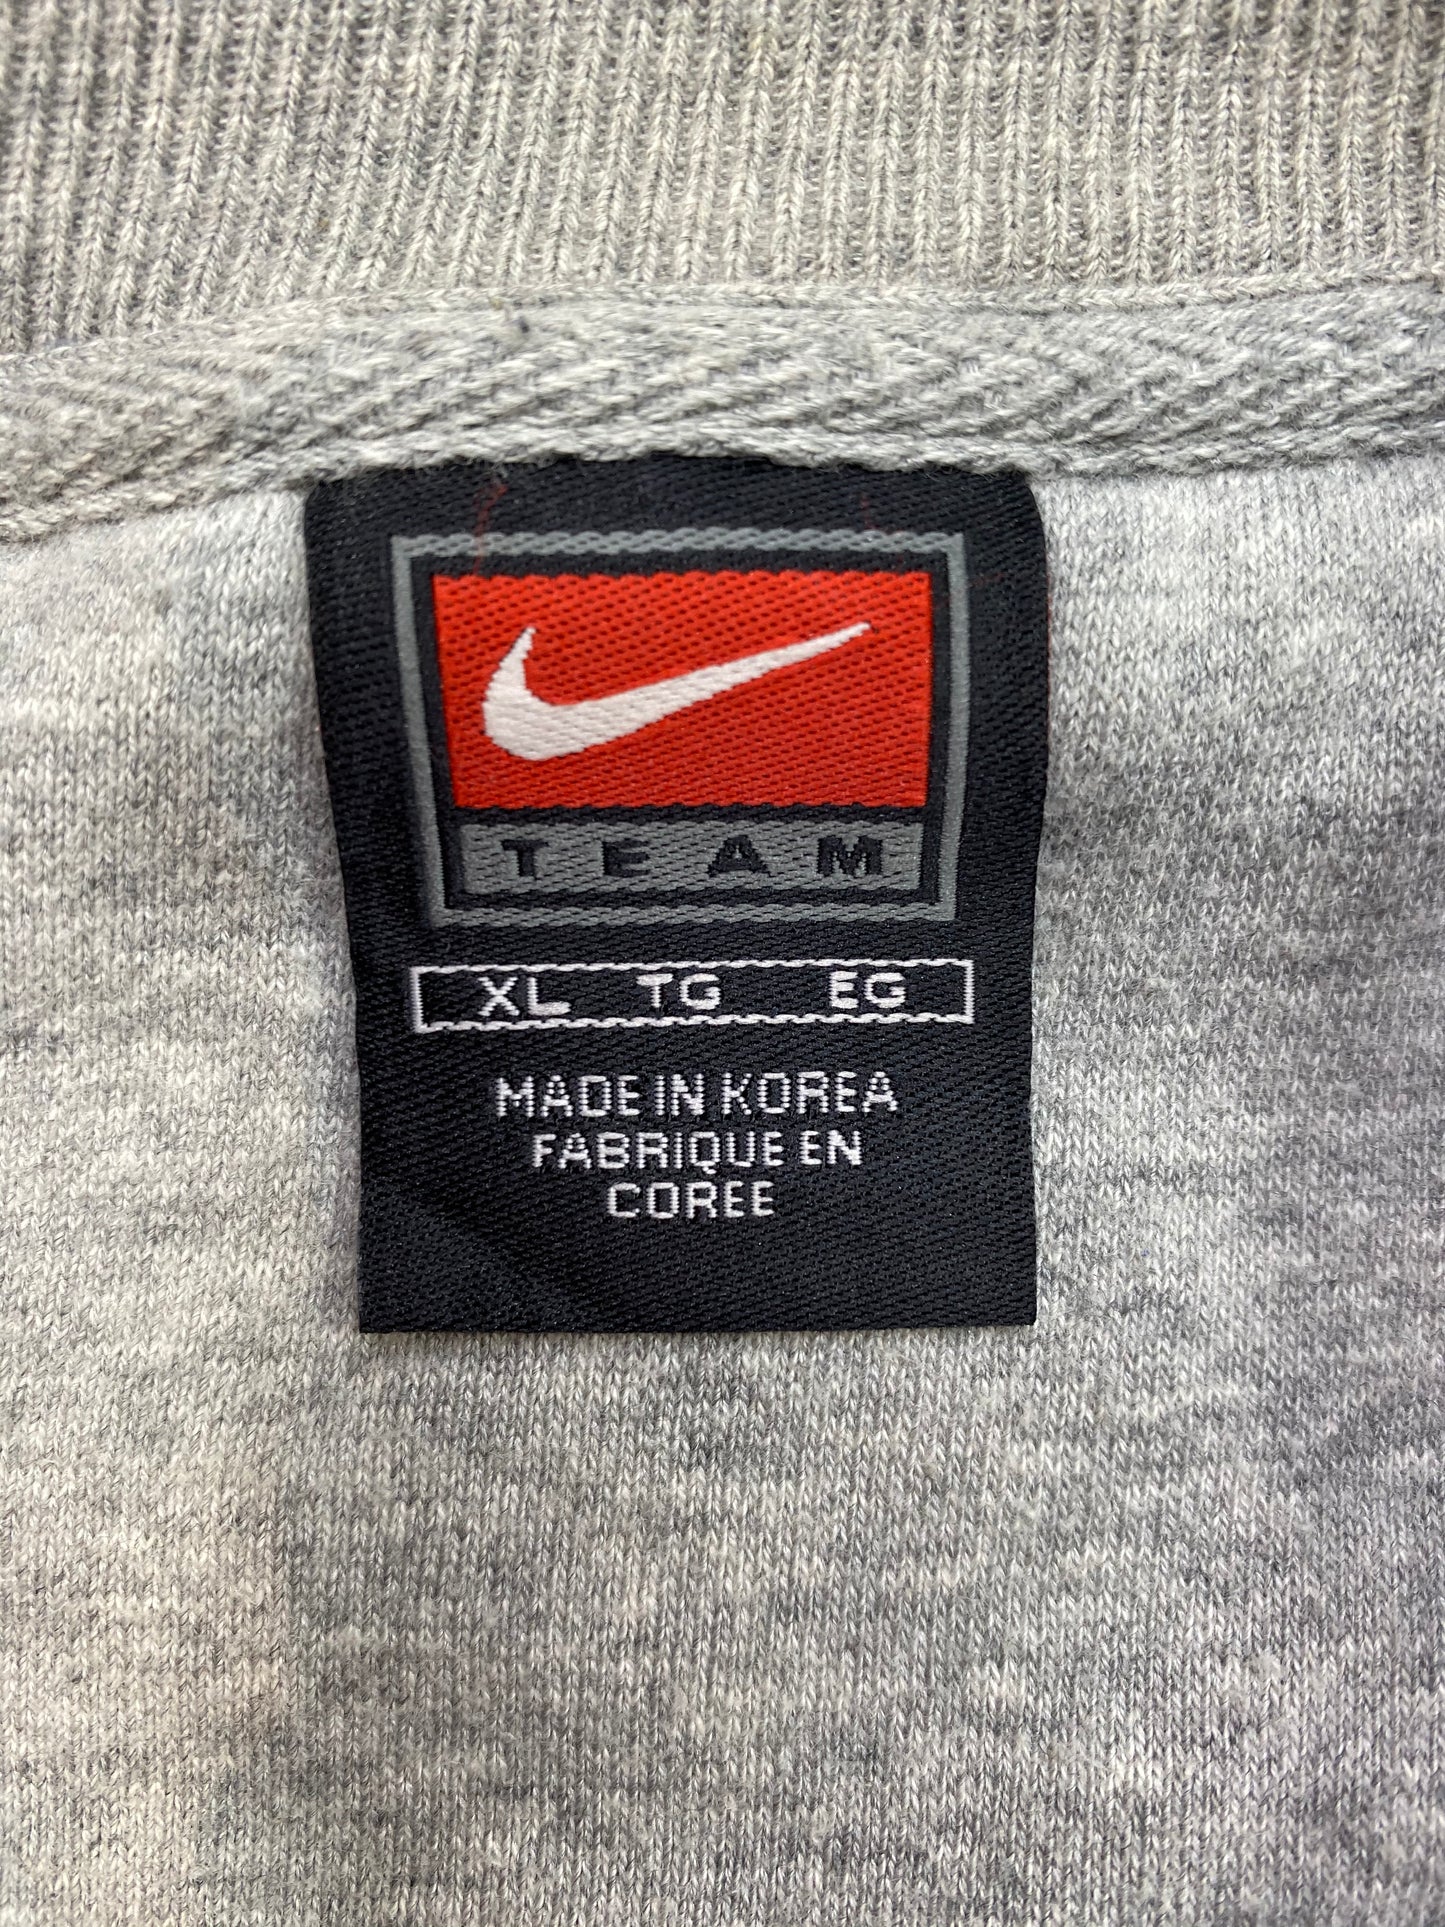 TEAM
XL TG EG
MADE IN KOREA
FABRIQUE EN
COREE